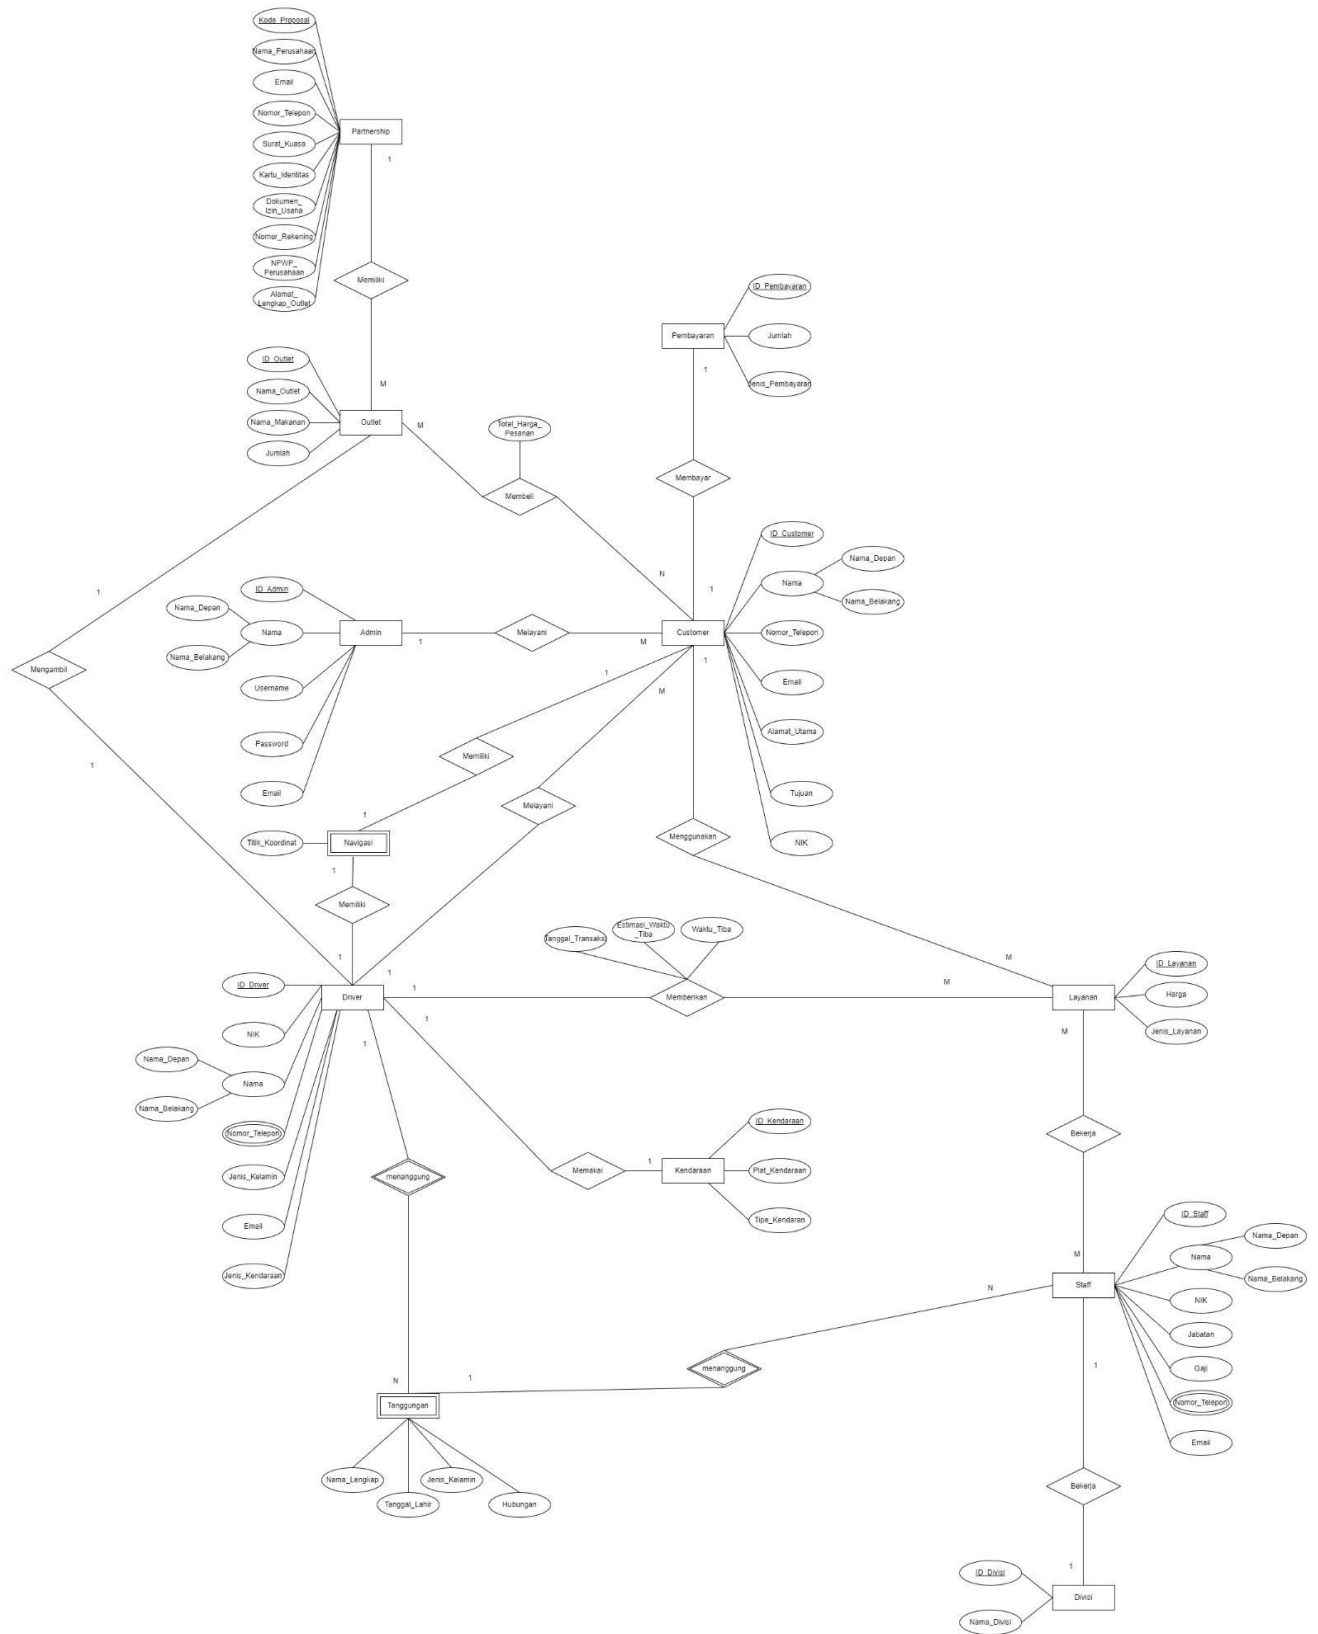 Kode_Proposal
Nama_Perusahaan
Email
Nomor_Telepon
Partnership
Surat_Kuasa
1
Kartu_Identitas
Dokumen_
Izin_Usaha
Nomor_Rekening
NPWP_
Perusahaan
Memiliki
Alamat_
Lengkap_Outlet
ID_Pembayaran
Pembayaran
Jumlah
ID_Outlet
1
M
Jenis_Pembayaran
Nama_Outlet
Nama_Makanan
Outlet
M
Total_Harga_
Pesanan
Jumlah
Membayar
Membeli
ID_Customer
Nama_Depan
N
Nama
ID_Admin
1
1
Nama_Belakang
Nama_Depan
Nama
Admin
1
Melayani
M
Customer
Nomor_Telepon
Nama_Belakang
1
Mengambil
1
Email
Username
M
Alamat_Utama
Password
Memiliki
1
Email
Tujuan
Melayani
1
Titik_Koordinat
Navigasi
Menggunakan
NIK
1
Memiliki
Estimasi_Waktu
_Tiba
Waktu_Tiba
Tanggal_Transaksi
1
M
ID_Layanan
1
ID_Driver
M
1
Driver
Memberikan
Layanan
Harga
1
NIK
M
Jenis_Layanan
1
Nama_Depan
Nama
Nama_Belakang
ID_Kendaraan
Nomor_Telepon
Bekerja
1
Memakai
Kendaraan
Plat_Kendaraan
Jenis_Kelamin
menanggung
Tipe_Kendaran
ID_Staff
Email
Nama_Depan
M
Nama
Jenis_Kendaraan
Nama_Belakang
N
Staff
NIK
Jabatan
1
menanggung
Gaji
N
1
Nomor_Telepon
Tanggungan
Email
Nama_Lengkap
Jenis_Kelamin
Bekerja
Tanggal_Lahir
Hubungan
1
ID_Divisi
Divisi
Nama_Divisi